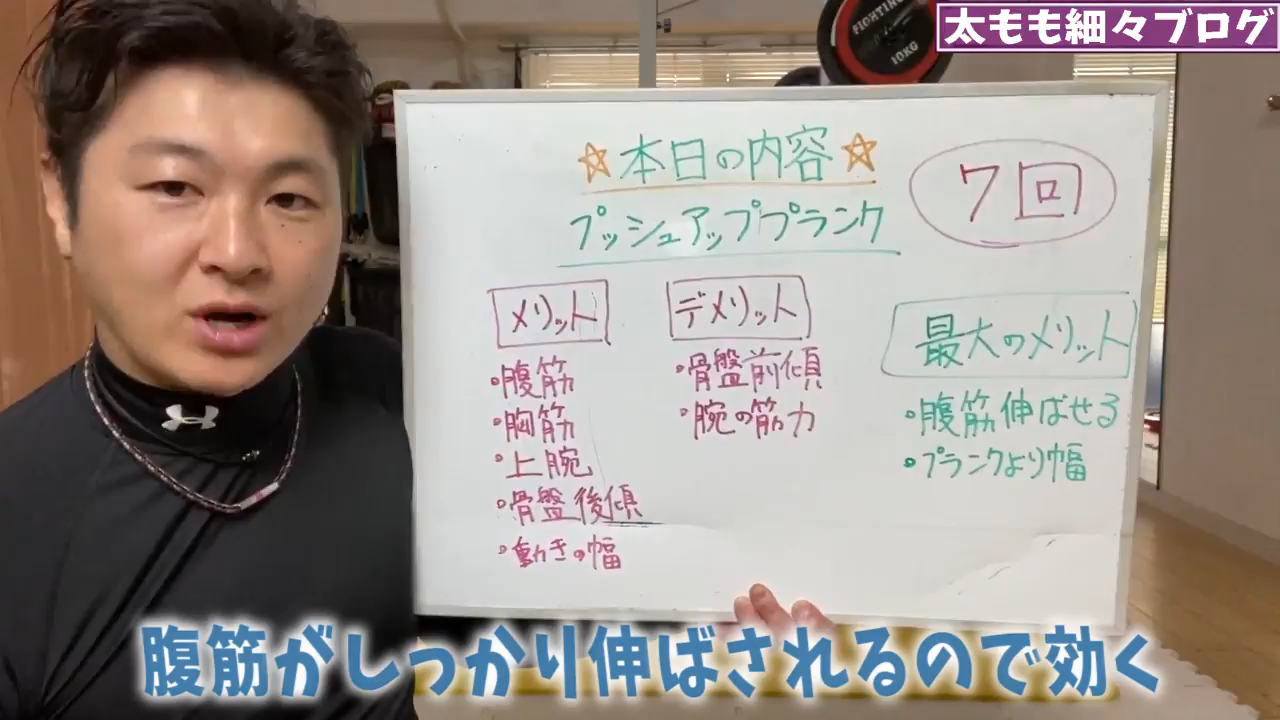 太もも細々ブログ
FIGHTING
10KG
☆本日の内容☆
プッシュアッププランク
7回
メリット
・腹筋
・胸筋
・上腕
・骨盤後傾
・動きの幅
デメリット
・骨盤前傾
・腕の筋力
最大のメリット
・腹筋伸ばせる
・プランクより幅
腹筋がしっかり伸ばされるので効く